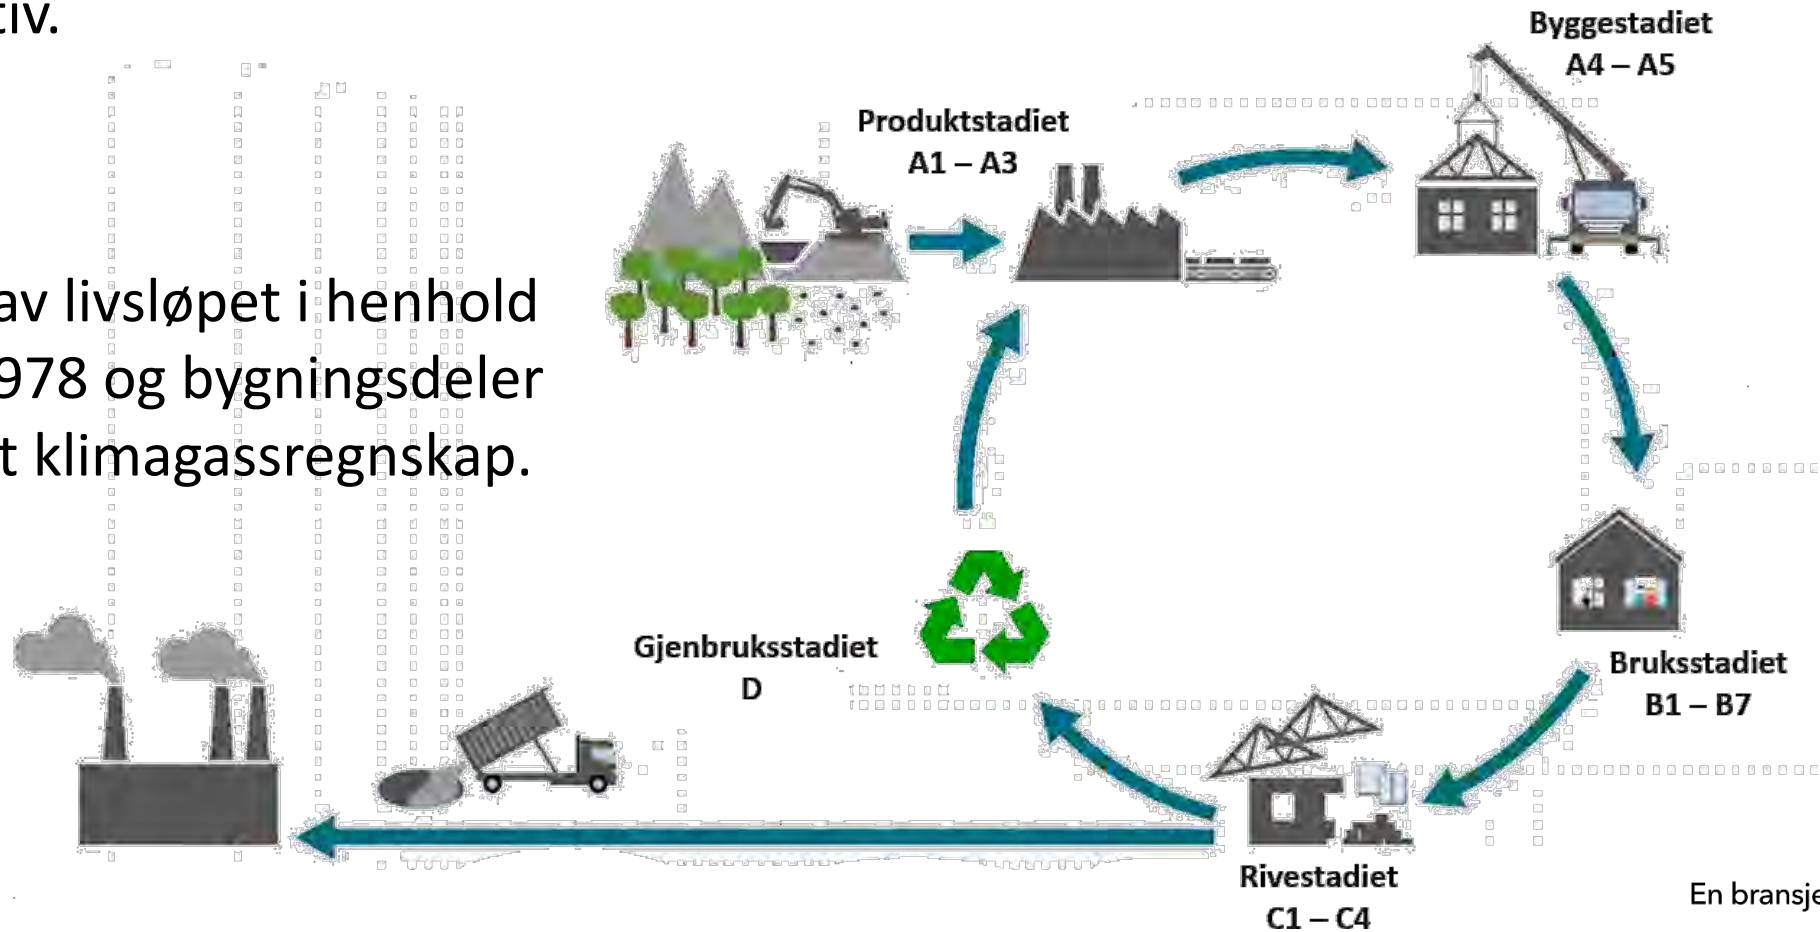 tiv.
av livsløpet i henhold
978 og bygningsdeler
t klimagassregnskap.
Produktstadiet
A1 – A3
Byggestadiet
A4 – A5
Bruksstadiet
B1 – B7
Rivestadiet
C1 – C4
Gjenbruksstadiet
D
En bransje